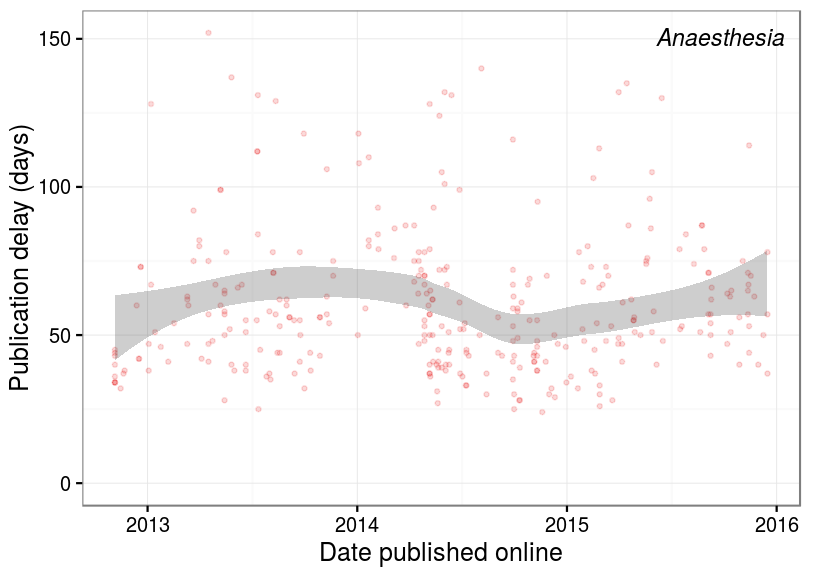 Anaesthesia
Publication delay (days)
150
100
50
0
2013 2014 2015 2016
Date published online